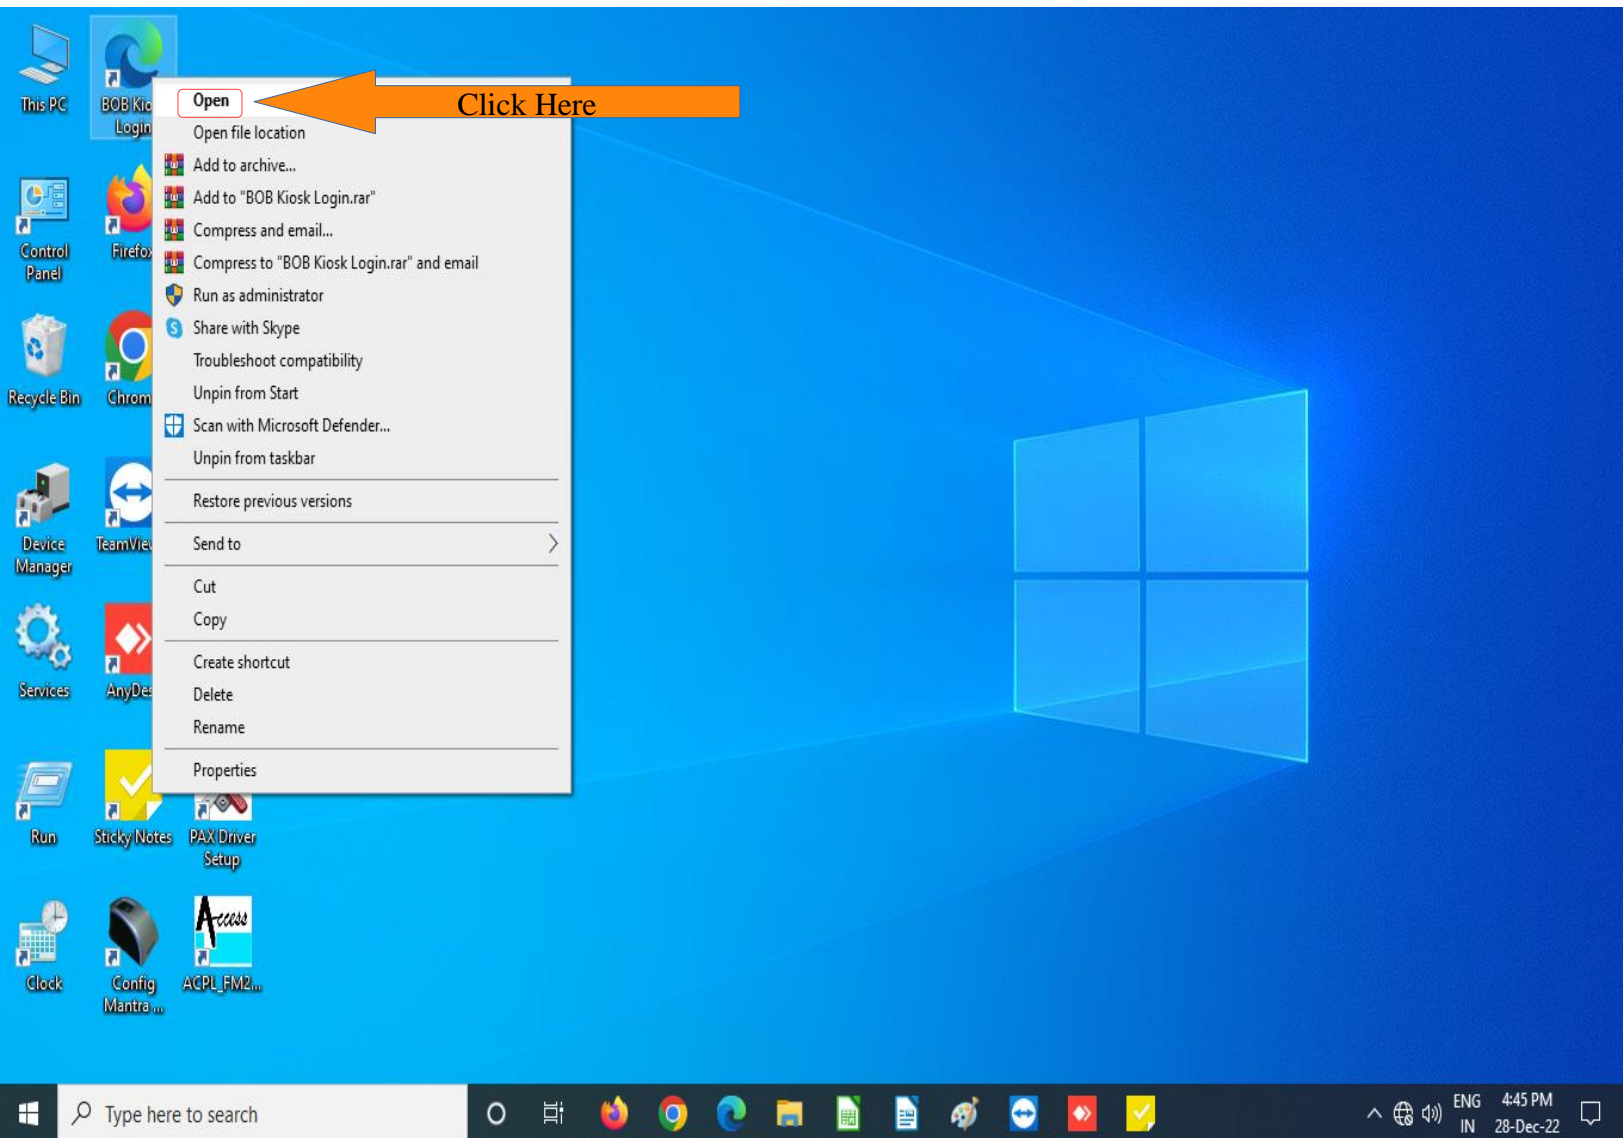 This PC
BOB Kio
Login
Open
Click Here
Open file location
Add to archive...
Add to "BOB Kiosk Login.rar"
Compress and email...
Compress to "BOB Kiosk Login.rar" and email
Run as administrator
Share with Skype
Troubleshoot compatibility
Unpin from Start
Scan with Microsoft Defender...
Unpin from taskbar
Restore previous versions
Send to
Cut
Copy
Create shortcut
Delete
Rename
Properties
Control
Panel
Firefox
Recycle Bin
Chrom
Device
Manager
TeamView
Services
AnyDes
Run
Sticky Notes
PAX Driver
Setup
Clock
Config
Mantra ...
Access
ACPL_FM2...
Type here to search
ENG
IN
4:45 PM
28-Dec-22